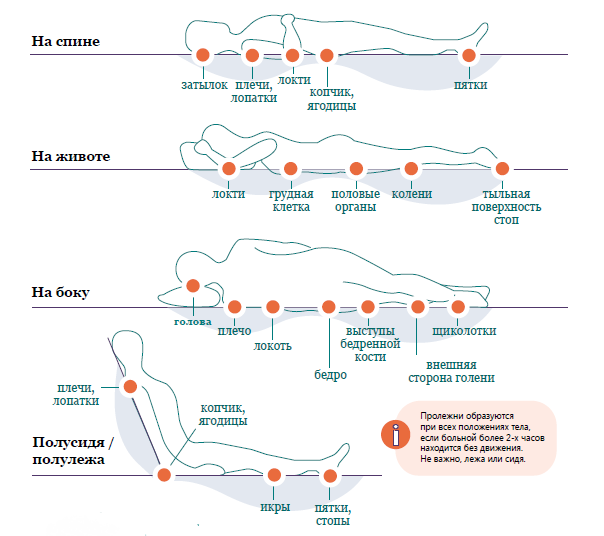 На спине
затылок
плечи,
лопатки
локти
копчик,
ягодицы
пятки
На животе
локти
грудная
клетка
половые
органы
колени
тыльная
поверхность
стоп
На боку
голова
плечо
локоть
бедро
выступы
бедренной
кости
внешняя
сторона голени
щиколотки
плечи,
лопатки
копчик,
ягодицы
Полусидя /
полулежа
икры
пятки,
стопы
i
Пролежни образуются
при всех положениях тела,
если больной более 2-х часов
находится без движения.
Не важно, лежа или сидя.